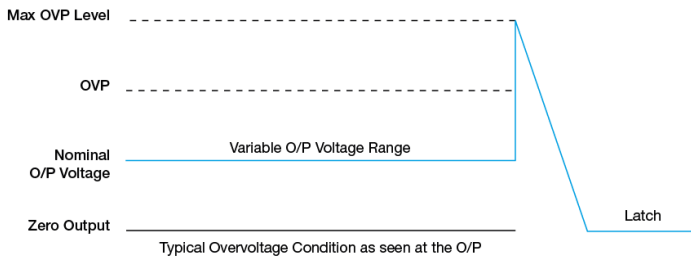 Max OVP Level
OVP
Variable O/P Voltage Range
Nominal
O/P Voltage
Zero Output
Latch
Typical Overvoltage Condition as seen at the O/P